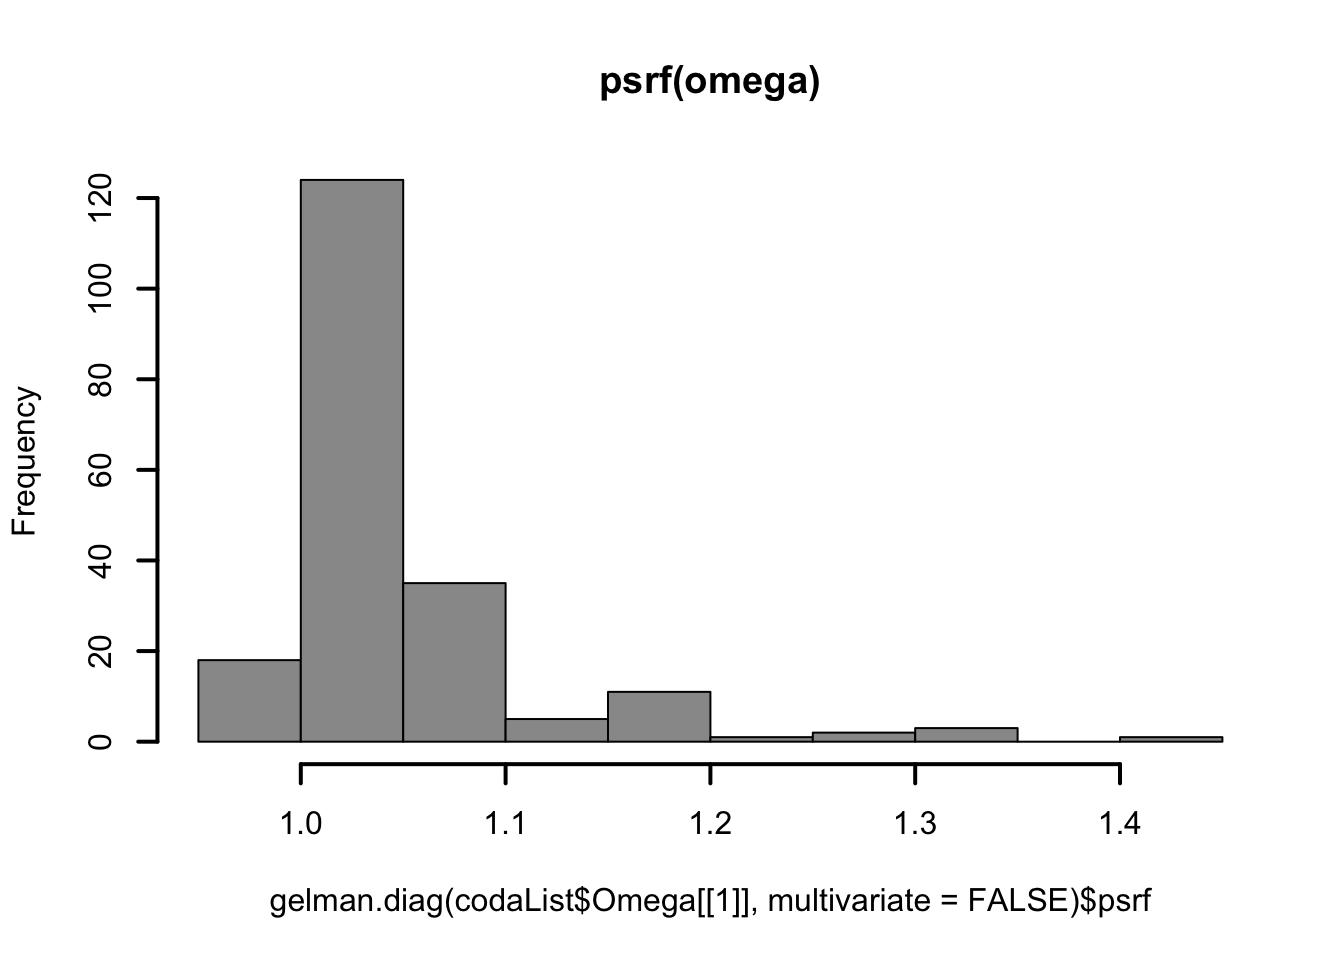 psrf(omega)
Frequency
120
100
80
60
40
20
0
1.0 1.1 1.2 1.3 1.4
gelman.diag(codaList$Omega[[1]], multivariate = FALSE)$psrf